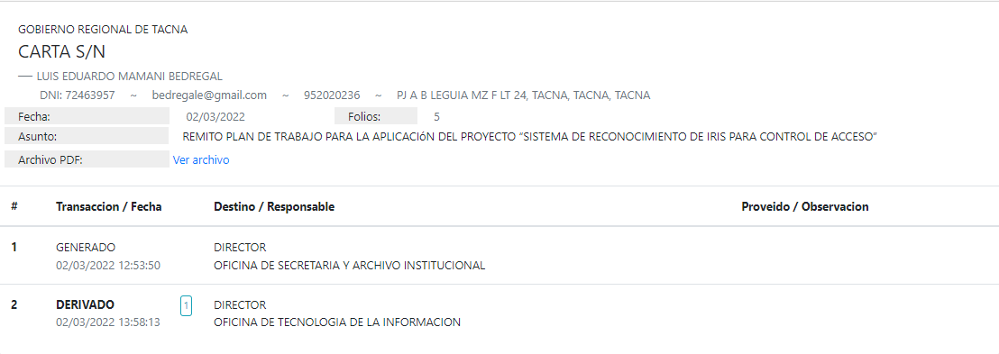 GOBIERNO REGIONAL DE TACNA
CARTA S/N
— LUIS EDUARDO MAMANI BEDREGAL
DNI: 72463957 ~ bedregale@gmail.com ~ 952020236 ~ PJ A B LEGUIA MZ F LT 24, TACNA, TACNA, TACNA
Fecha: 02/03/2022 Folios: 5
Asunto: REMITO PLAN DE TRABAJO PARA LA APLICACIóN DEL PROYECTO “SISTEMA DE RECONOCIMIENTO DE IRIS PARA CONTROL DE ACCESO”
Archivo PDF: Ver archivo
# Transaccion / Fecha Destino / Responsable Proveido / Observacion
1 GENERADO DIRECTOR
02/03/2022 12:53:50 OFICINA DE SECRETARIA Y ARCHIVO INSTITUCIONAL
2 DERIVADO 1 DIRECTOR
02/03/2022 13:58:13 OFICINA DE TECNOLOGIA DE LA INFORMACION